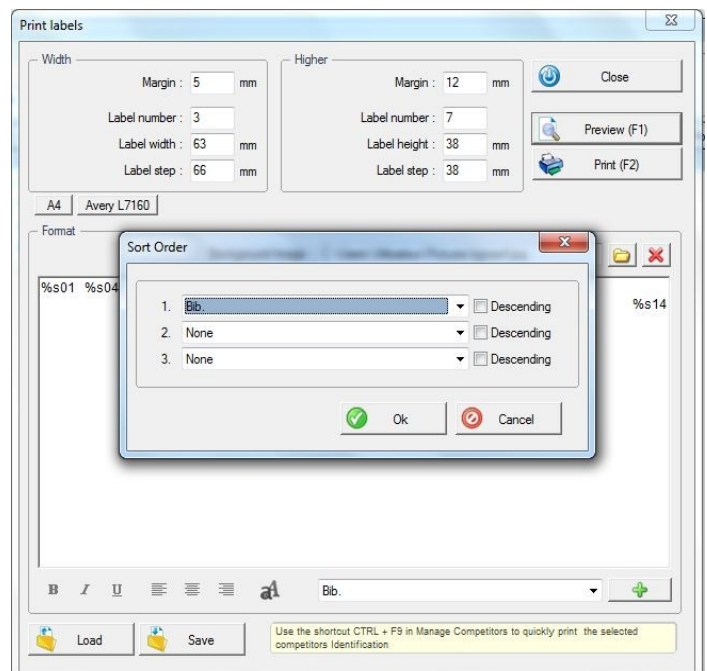 Print labels
Width
Margin : 5 mm
Label number : 3
Label width : 63 mm
Label step : 66 mm
Higher
Margin : 12 mm
Label number : 7
Label height : 38 mm
Label step : 38 mm
Close
Preview (F1)
Print (F2)
A4 Avery L7160
Format
%s01 %s04
%s14
Sort Order
1. Bib. Descending
2. None Descending
3. None Descending
Ok Cancel
B I U aA Bib.
Load Save
Use the shortcut CTRL + F9 in Manage Competitors to quickly print the selected
competitors Identification